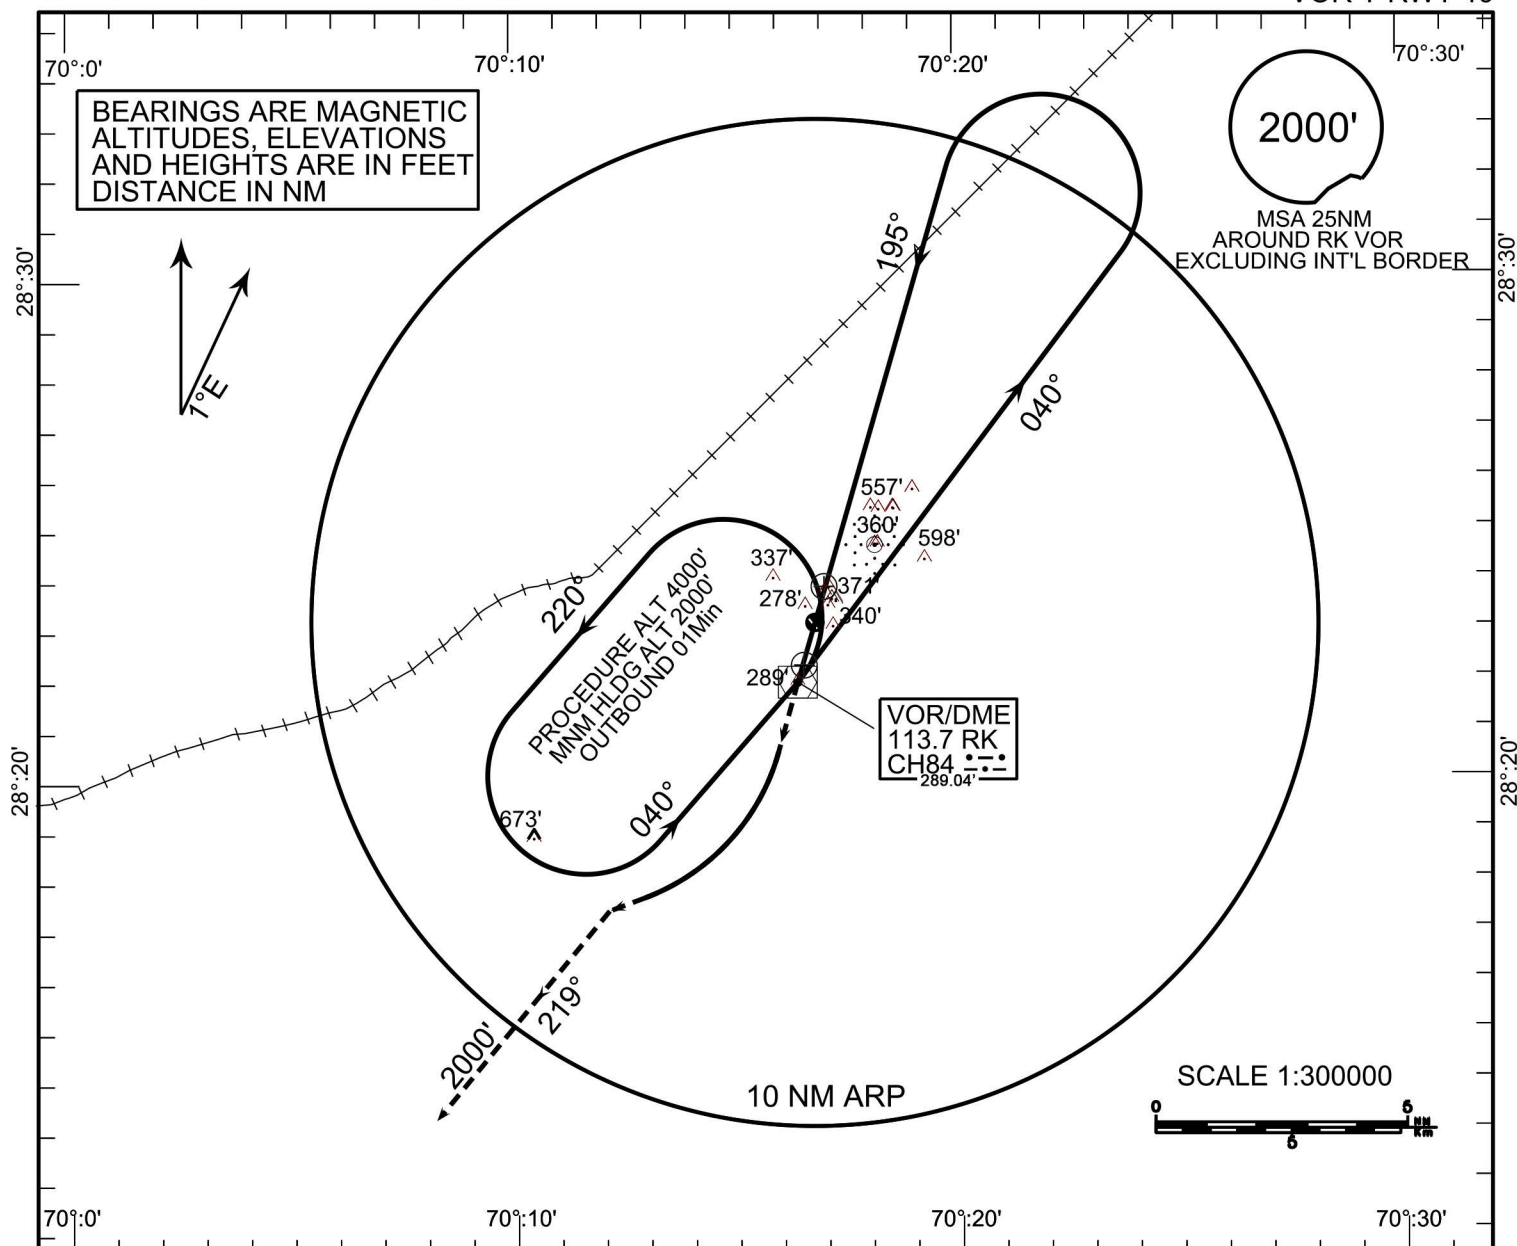 70°:0'
70°:10'
70°:20'
70°:30'
BEARINGS ARE MAGNETIC
ALTITUDES, ELEVATIONS
AND HEIGHTS ARE IN FEET
DISTANCE IN NM
2000'
MSA 25NM
AROUND RK VOR
EXCLUDING INT'L BORDER
28°:30'
28°:30'
1°E
195°
040°
557'
360'
598'
337'
371'
278'
340'
220°
PROCEDURE ALT 4000'
MNM HLDG ALT 2000'
OUTBOUND 01Min
289'
VOR/DME
113.7 RK
CH84
289.04'
28°:20'
28°:20'
673'
040°
219°
2000'
10 NM ARP
SCALE 1:300000
0
5
NM
Km
5
70°:0'
70°:10'
70°:20'
70°:30'